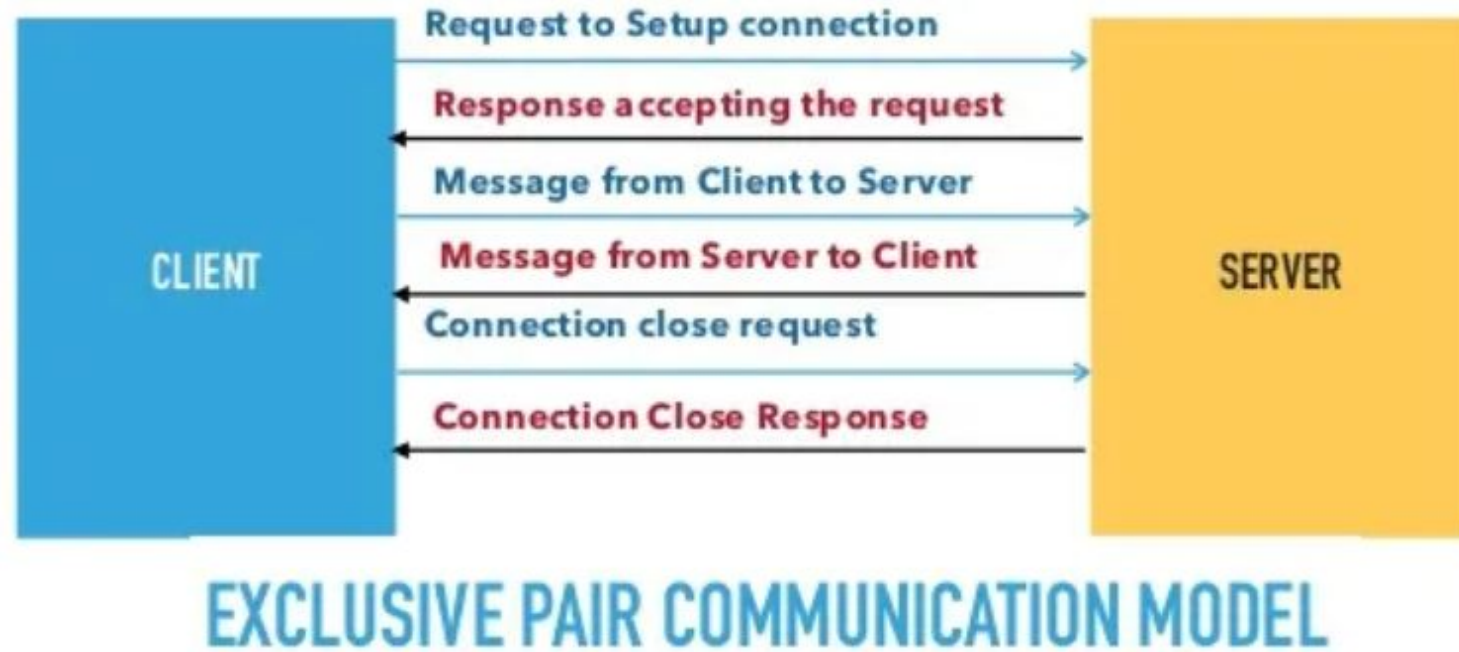 Request to Setup connection
Response accepting the request
Message from Client to Server
Message from Server to Client
CLIENT
SERVER
Connection close request
Connection Close Response
EXCLUSIVE PAIR COMMUNICATION MODEL